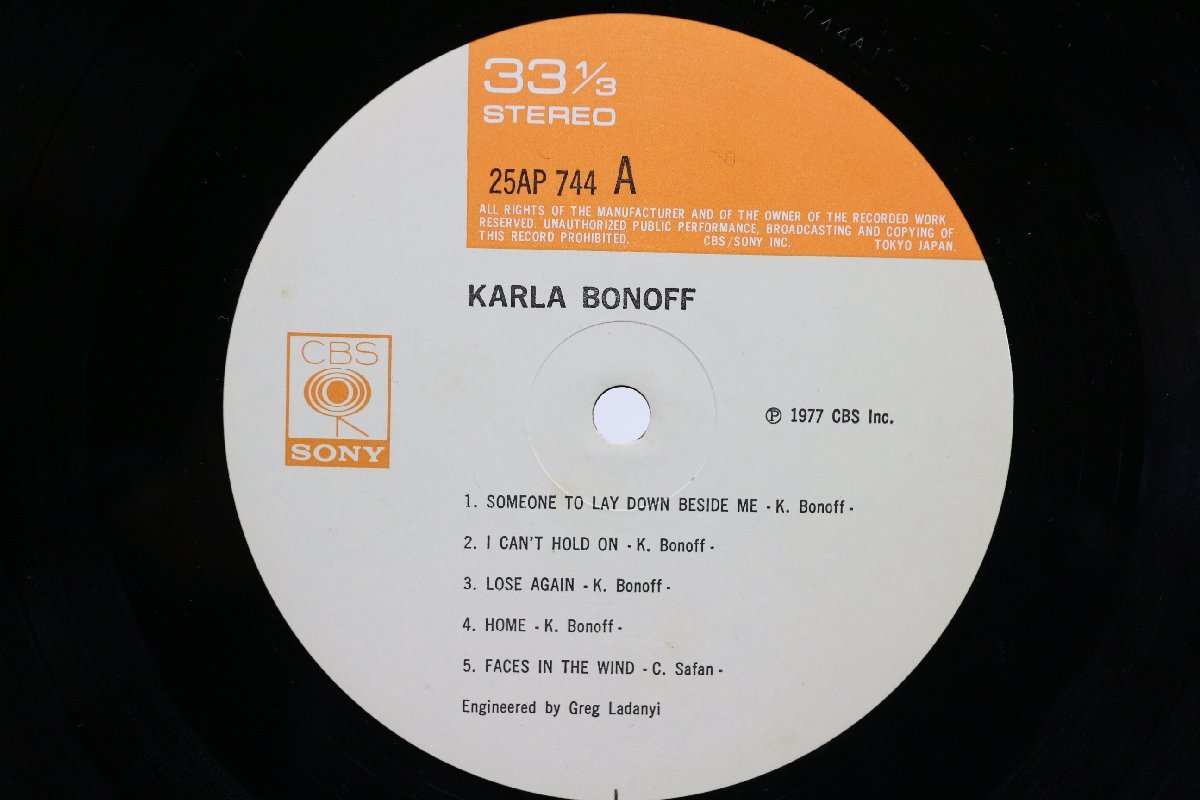 33 1/3
STEREO
25AP 744 A
ALL RIGHTS OF THE MANUFACTURER AND OF THE OWNER OF THE RECORDED WORK
RESERVED. UNAUTHORIZED PUBLIC PERFORMANCE, BROADCASTING AND COPYING OF
THIS RECORD PROHIBITED. CBS/SONY INC. TOKYO JAPAN.
KARLA BONOFF
CBS
SONY
℗ 1977 CBS Inc.
1. SOMEONE TO LAY DOWN BESIDE ME - K. Bonoff -
2. I CAN'T HOLD ON - K. Bonoff -
3. LOSE AGAIN - K. Bonoff -
4. HOME - K. Bonoff -
5. FACES IN THE WIND - C. Safan -
Engineered by Greg Ladanyi